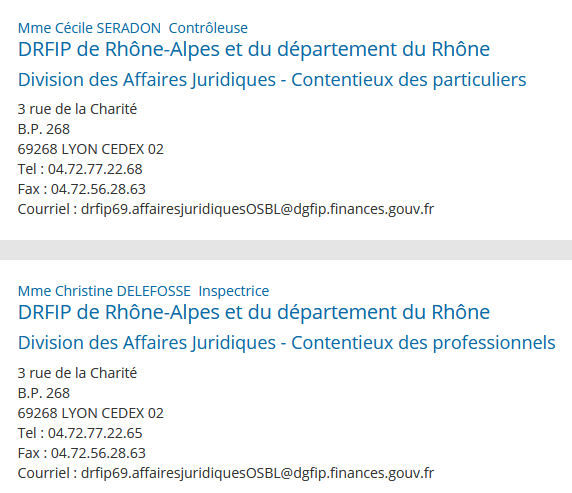 Mme Cécile SERADON  Contrôleuse
DRFIP de Rhône-Alpes et du département du Rhône
Division des Affaires Juridiques - Contentieux des particuliers
3 rue de la Charité
B.P. 268
69268 LYON CEDEX 02
Tel : 04.72.77.22.68
Fax : 04.72.56.28.63
Courriel : drfip69.affairesjuridiquesOSBL@dgfip.finances.gouv.fr
Mme Christine DELEFOSSE  Inspectrice
DRFIP de Rhône-Alpes et du département du Rhône
Division des Affaires Juridiques - Contentieux des professionnels
3 rue de la Charité
B.P. 268
69268 LYON CEDEX 02
Tel : 04.72.77.22.65
Fax : 04.72.56.28.63
Courriel : drfip69.affairesjuridiquesOSBL@dgfip.finances.gouv.fr